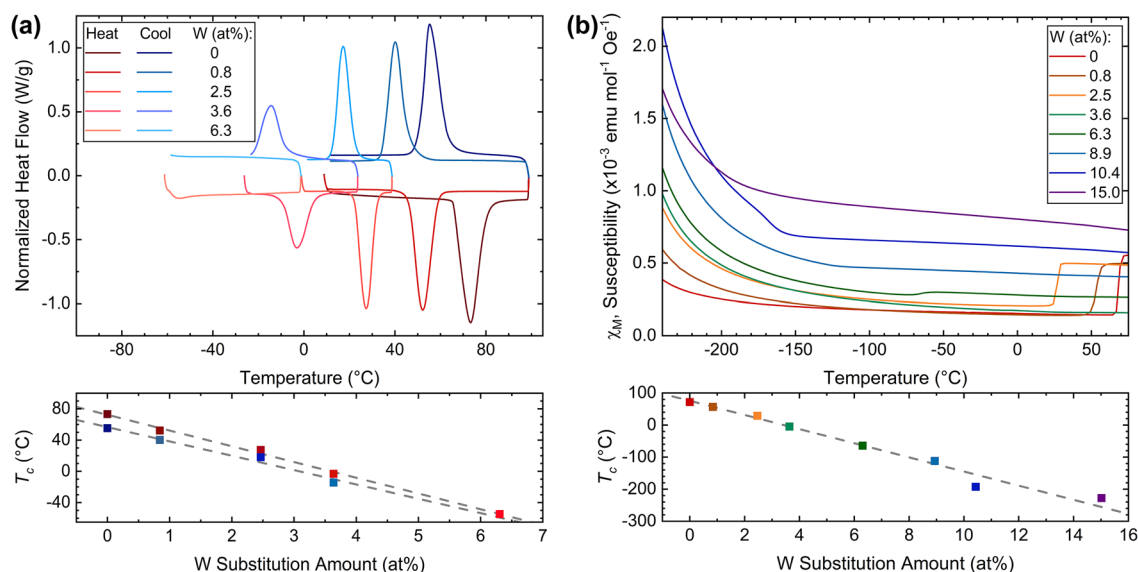 (a)
Heat Cool W (at%):
0
0.8
2.5
3.6
6.3
Normalized Heat Flow (W/g)
1.0
0.5
0.0
-0.5
-1.0
-80 -40 0 40 80
Temperature (°C)
T_c (°C)
80
40
0
-40
0 1 2 3 4 5 6 7
W Substitution Amount (at%)
(b)
W (at%):
0
0.8
2.5
3.6
6.3
8.9
10.4
15.0
χM, Susceptibility (x10⁻³ emu mol⁻¹ Oe⁻¹)
2.0
1.5
1.0
0.5
0.0
-200 -150 -100 -50 0 50
Temperature (°C)
T_c (°C)
100
0
-100
-200
-300
0 2 4 6 8 10 12 14 16
W Substitution Amount (at%)